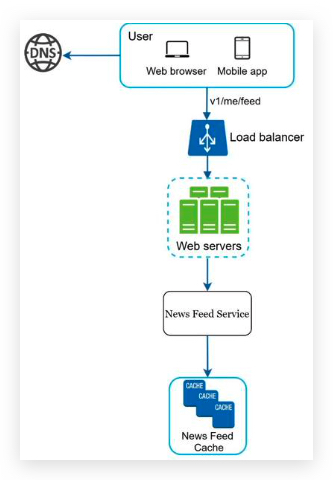 User
DNS
Web browser Mobile app
v1/me/feed
Load balancer
Web servers
News Feed Service
CACHE
CACHE
CACHE
News Feed
Cache